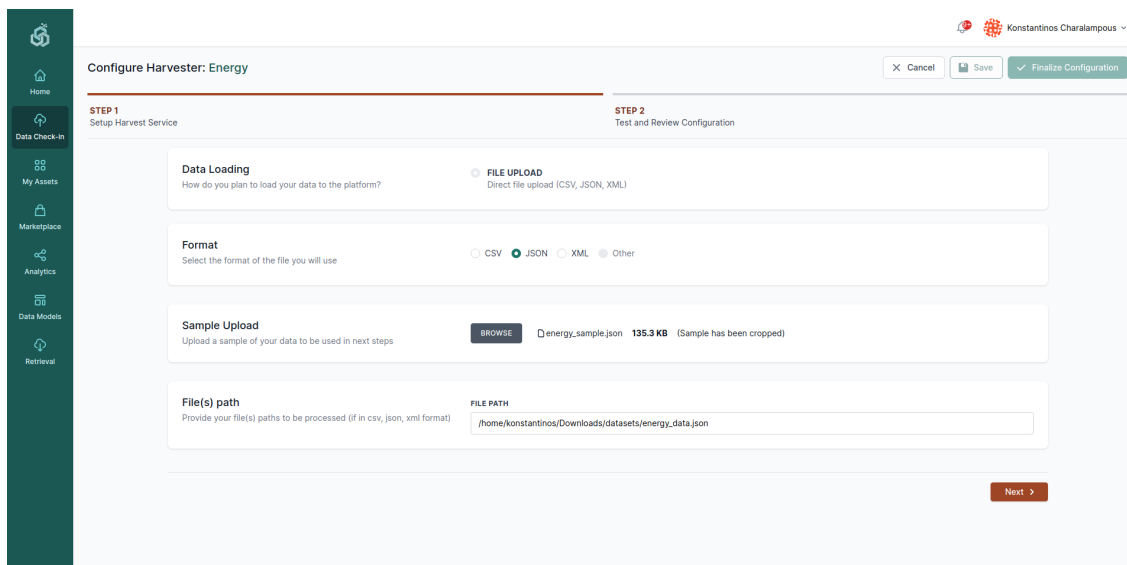 Konstantinos Charalampous
Configure Harvester: Energy
Cancel
Save
Finalize Configuration
Home
Data Check-in
My Assets
Marketplace
Analytics
Data Models
Retrieval
STEP 1
Setup Harvest Service
STEP 2
Test and Review Configuration
Data Loading
How do you plan to load your data to the platform?
FILE UPLOAD
Direct file upload (CSV, JSON, XML)
Format
Select the format of the file you will use
CSV JSON XML Other
Sample Upload
Upload a sample of your data to be used in next steps
BROWSE energy_sample.json 135.3 KB (Sample has been cropped)
File(s) path
Provide your file(s) paths to be processed (if in csv, json, xml format)
FILE PATH
/home/konstantinos/Downloads/datasets/energy_data.json
Next